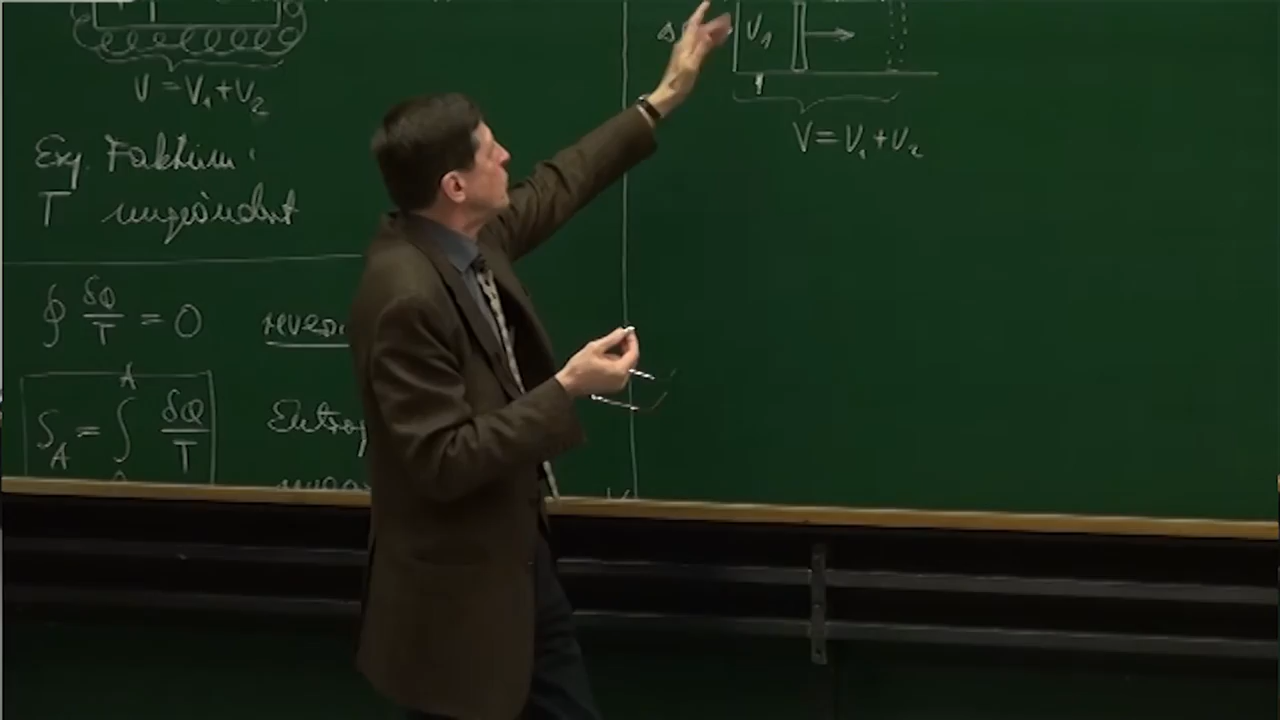 V = V₁+V₂
Exp. Faktum:
T ungeändert
∮ δQ/T = 0
S_A = ∫ A δQ/T
V₁
V = V₁+V₂